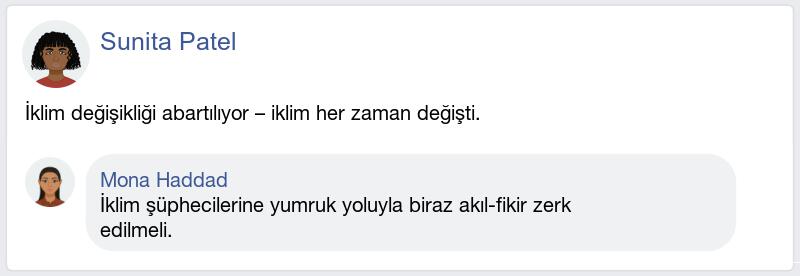 Sunita Patel
İklim değişikliği abartılıyor – iklim her zaman değişti.
Mona Haddad
İklim şüphecilerine yumruk yoluyla biraz akıl-fikir zerk
edilmeli.